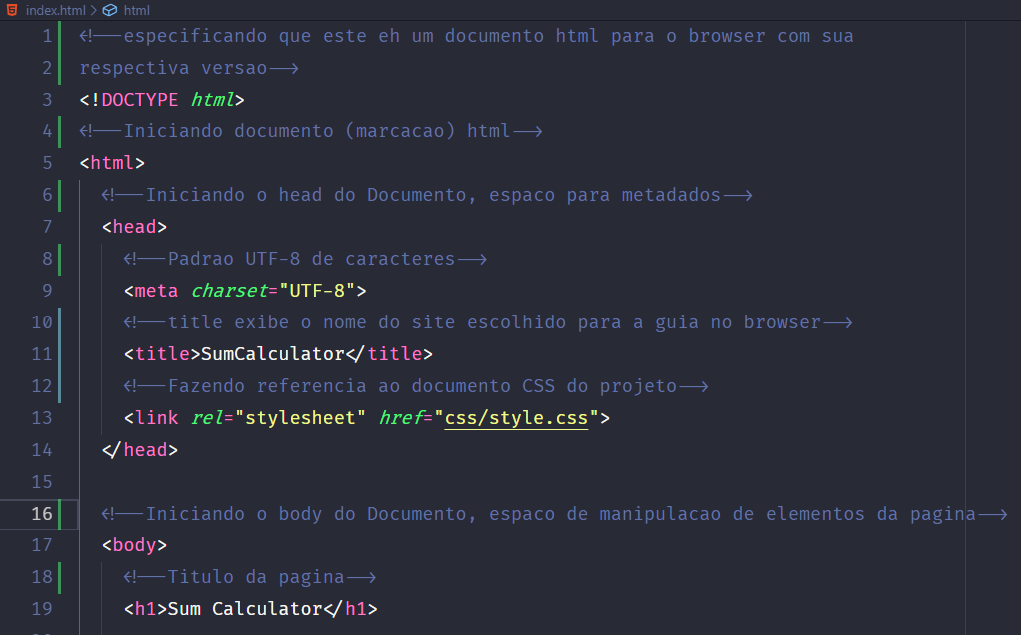 index.html > html
1 <!--especificando que este eh um documento html para o browser com sua
2 respectiva versao-->
3 <!DOCTYPE html>
4 <!--Iniciando documento (marcacao) html-->
5 <html>
6 <!--Iniciando o head do Documento, espaco para metadados-->
7 <head>
8 <!--Padrao UTF-8 de caracteres-->
9 <meta charset="UTF-8">
10 <!--title exibe o nome do site escolhido para a guia no browser-->
11 <title>SumCalculator</title>
12 <!--Fazendo referencia ao documento CSS do projeto-->
13 <link rel="stylesheet" href="css/style.css">
14 </head>
15
16 <!--Iniciando o body do Documento, espaco de manipulacao de elementos da pagina-->
17 <body>
18 <!--Titulo da pagina-->
19 <h1>Sum Calculator</h1>